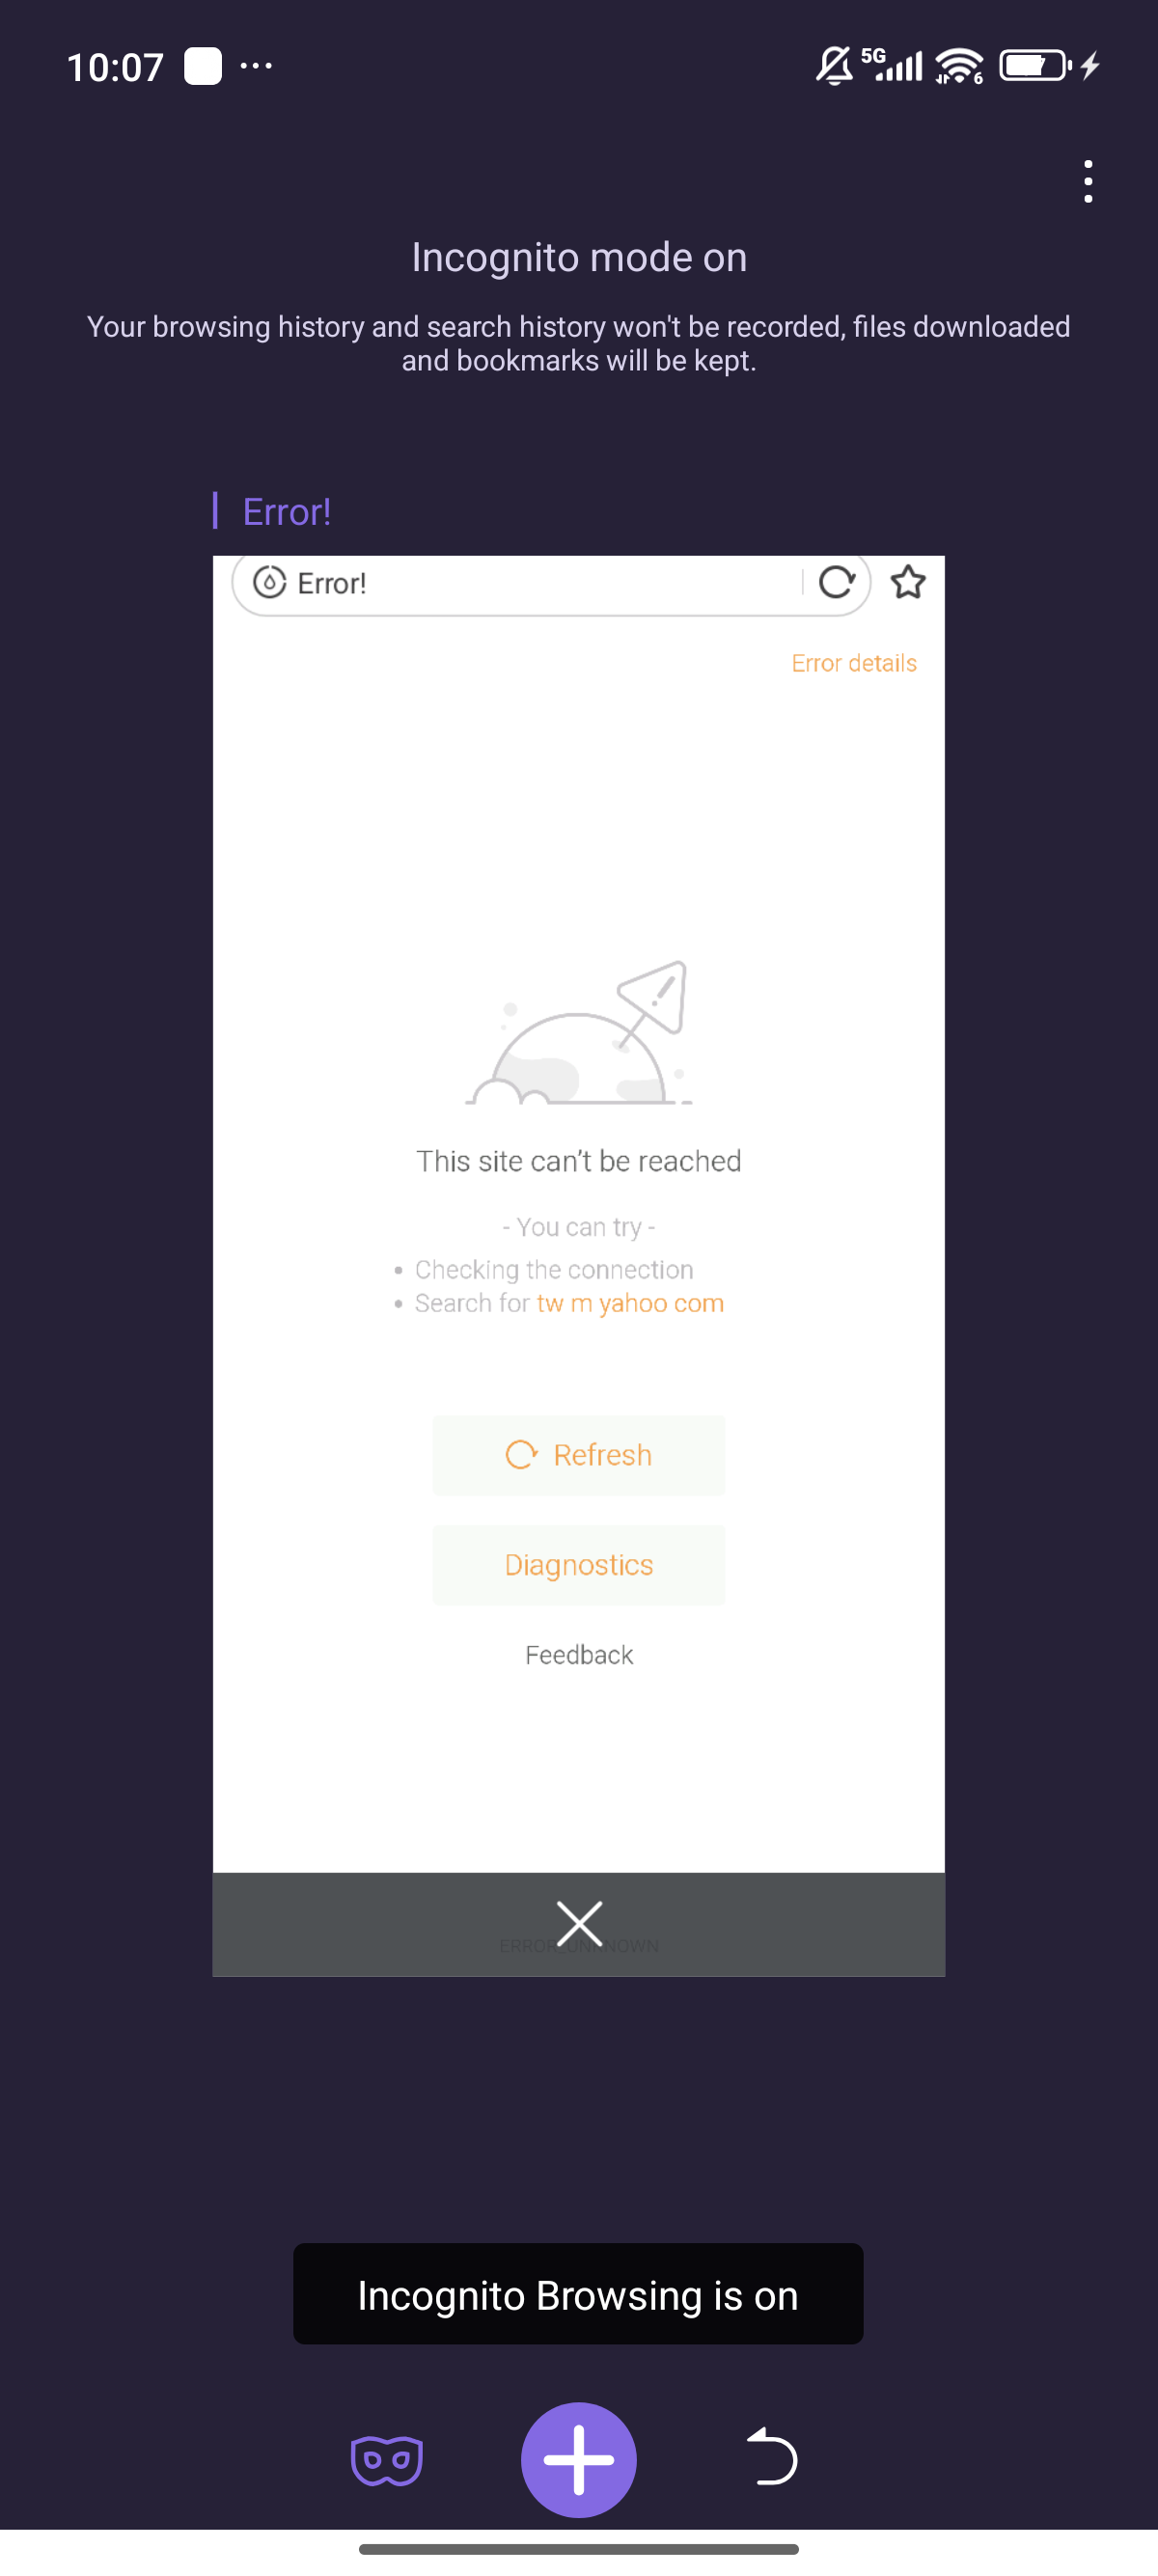 10:07
5G
6
Incognito mode on
Your browsing history and search history won't be recorded, files downloaded
and bookmarks will be kept.
Error!
Error!
Error details
This site can’t be reached
- You can try -
• Checking the connection
• Search for tw m yahoo com
Refresh
Diagnostics
Feedback
Incognito Browsing is on